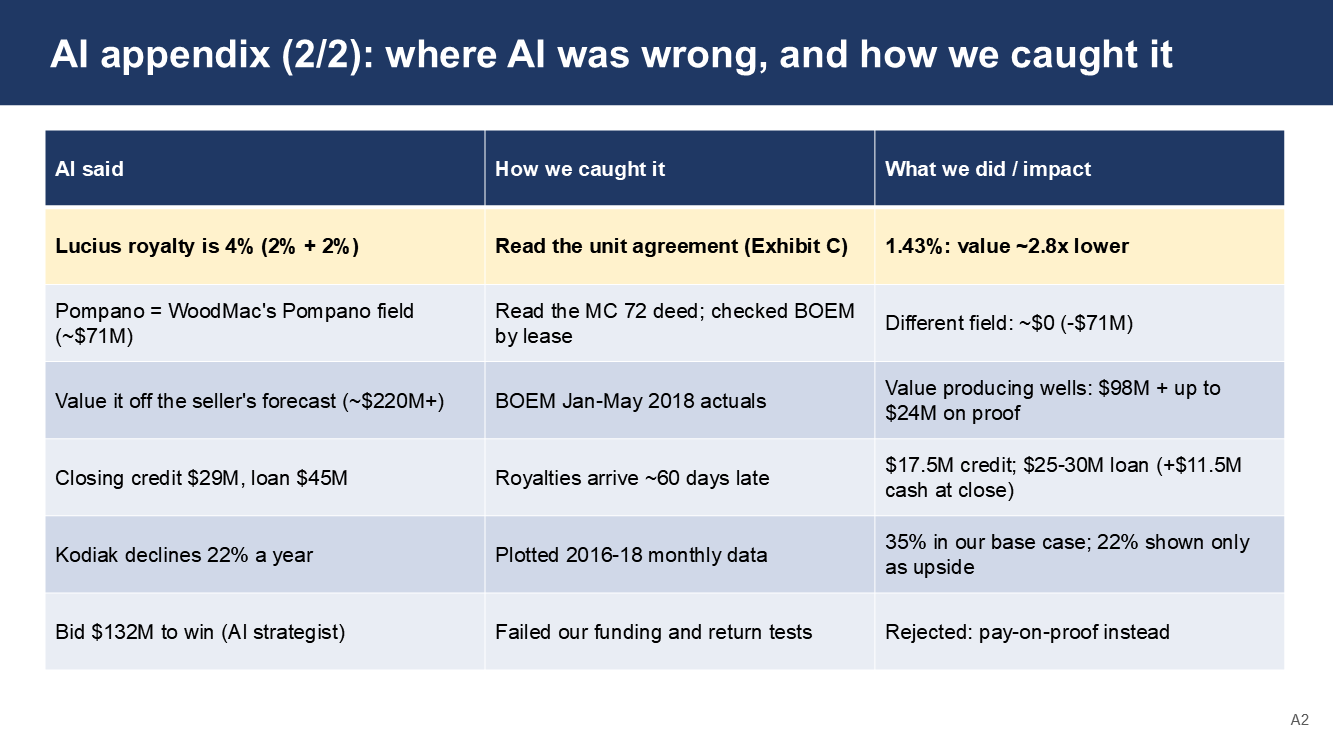 AI appendix (2/2): where AI was wrong, and how we caught it
AI said
How we caught it
What we did / impact
Lucius royalty is 4% (2% + 2%)
Read the unit agreement (Exhibit C)
1.43%: value ~2.8x lower
Pompano = WoodMac's Pompano field
(~$71M)
Read the MC 72 deed; checked BOEM
by lease
Different field: ~$0 (-$71M)
Value it off the seller's forecast (~$220M+)
BOEM Jan-May 2018 actuals
Value producing wells: $98M + up to
$24M on proof
Closing credit $29M, loan $45M
Royalties arrive ~60 days late
$17.5M credit; $25-30M loan (+$11.5M
cash at close)
Kodiak declines 22% a year
Plotted 2016-18 monthly data
35% in our base case; 22% shown only
as upside
Bid $132M to win (AI strategist)
Failed our funding and return tests
Rejected: pay-on-proof instead
A2